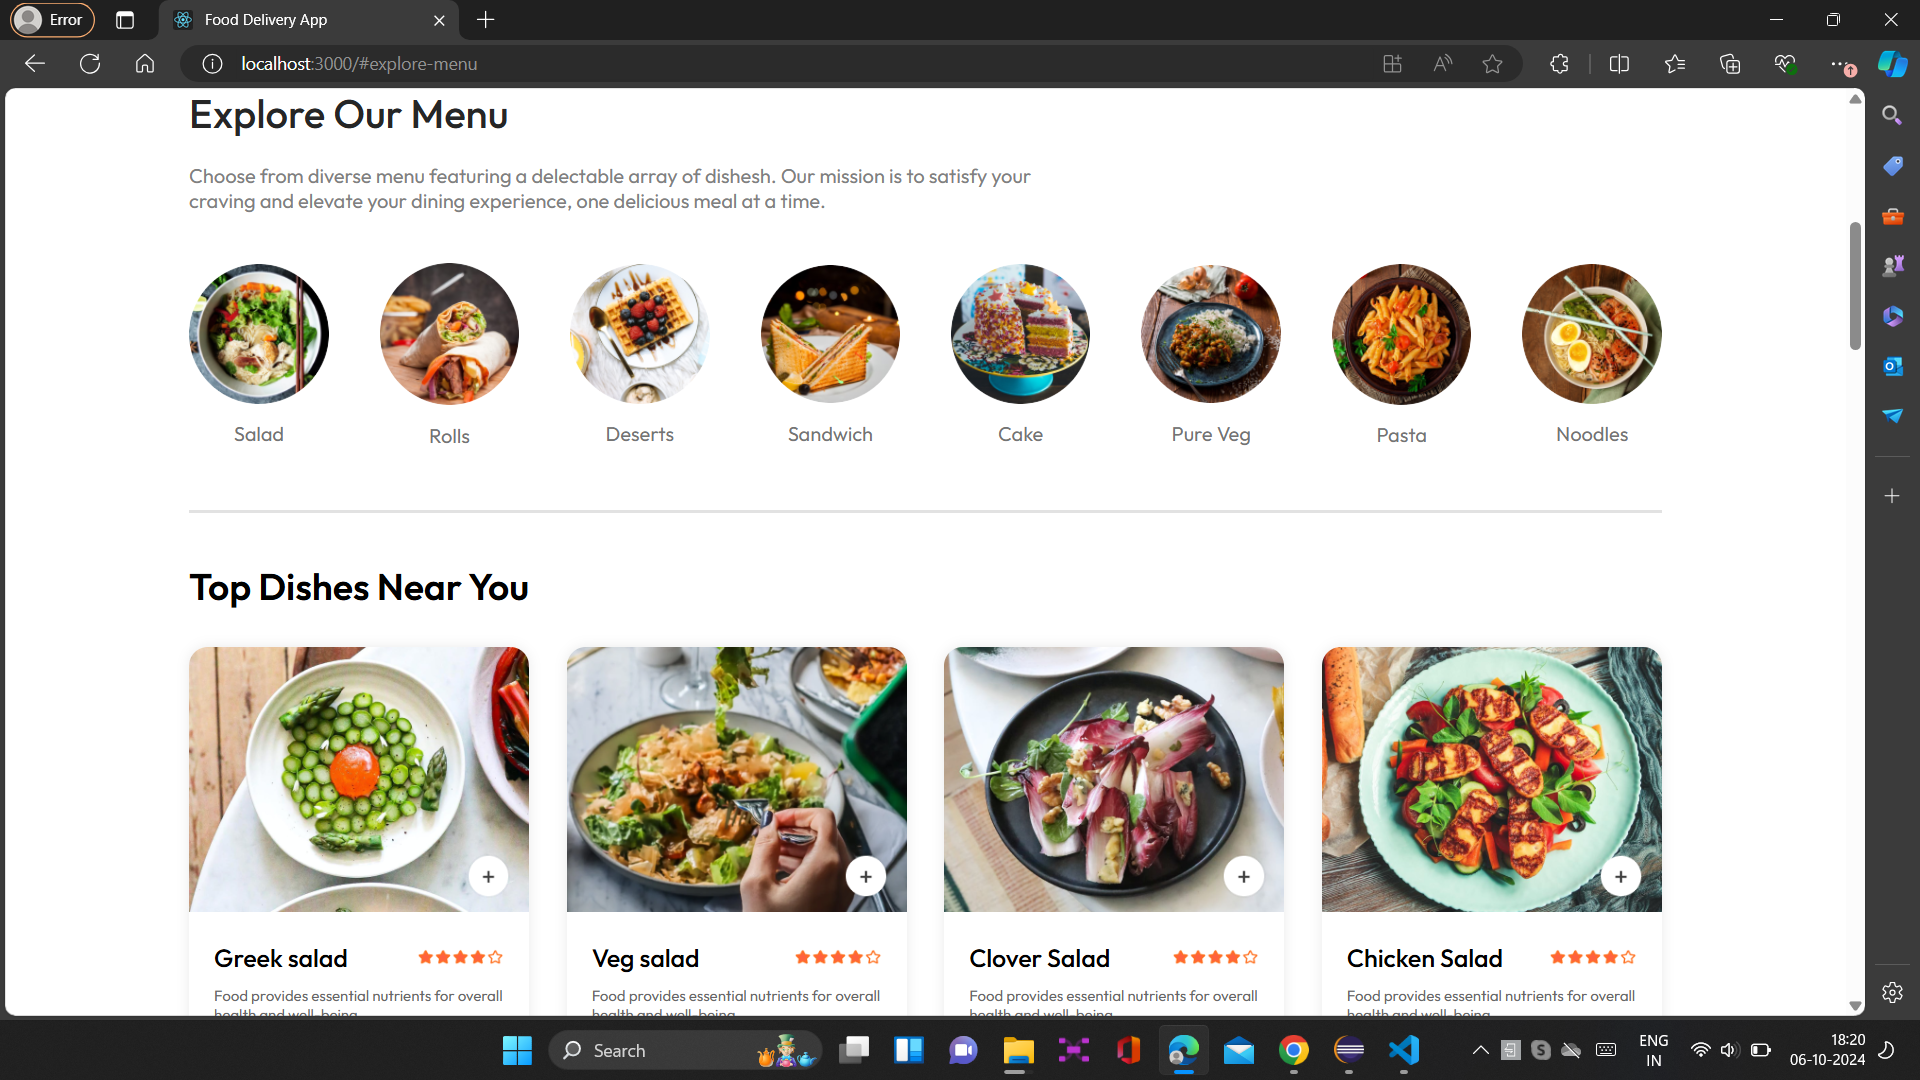 Error
Food Delivery App
localhost:3000/#explore-menu
Explore Our Menu
Choose from diverse menu featuring a delectable array of dishesh. Our mission is to satisfy your
craving and elevate your dining experience, one delicious meal at a time.
Salad
Rolls
Deserts
Sandwich
Cake
Pure Veg
Pasta
Noodles
Top Dishes Near You
Greek salad
Veg salad
Clover Salad
Chicken Salad
Food provides essential nutrients for overall
health and well-being
Food provides essential nutrients for overall
health and well-being
Food provides essential nutrients for overall
health and well-being
Food provides essential nutrients for overall
health and well-being
Search
ENG
IN
18:20
06-10-2024